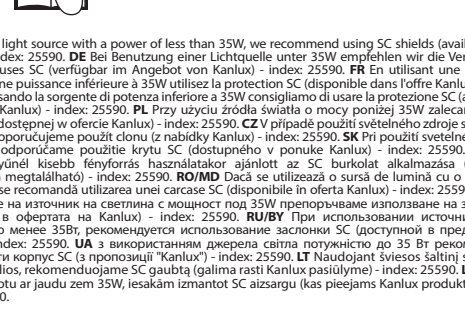 light source with a power of less than 35W, we recommend using SC shields (avail
dex: 25590. DE Bei Benutzung einer Lichtquelle unter 35W empfehlen wir die Ver
uses SC (verfügbar im Angebot von Kanlux) - index: 25590. FR En utilisant une
ne puissance inférieure à 35W utilisez la protection SC (disponible dans l'offre Kanlu
sando la sorgente di potenza inferiore a 35W consigliamo di usare la protezione SC (a
Kanlux) - index: 25590. PL Przy użyciu źródła światła o mocy poniżej 35W zalecan
dostępnej w ofercie Kanlux) - index: 25590. CZ V případě použití světelného zdroje s
poručujeme použít clonu (z nabídky Kanlux) - index: 25590. SK Pri použití svetelne
odporúčame použitie krytu SC (dostupného v ponuke Kanlux) - index: 25590.
yúnél kisebb fényforrás használatakor ajánlott az SC burkolat alkalmazása (
megtalálható) - index: 25590. RO/MD Dacă se utilizează o sursă de lumină cu o
se recomandă utilizarea unei carcase SC (disponibile în oferta Kanlux) - index: 2559
е на източник на светлина с мощност под 35W препоръчваме използване на з
в офертата на Kanlux) - index: 25590. RU/BY При использовании источни
ю менее 35Вт, рекомендуется использование заслонки SC (доступной в пред
ndex: 25590. UA з використанням джерела світла потужністю до 35 Вт реком
ти корпус SC (з пропозиції "Kanlux") - index: 25590. LT Naudojant šviesos šaltinį s
lios, rekomenduojame SC gaubtą (galima rasti Kanlux pasiūlyme) - index: 25590. L
otu ar jaudu zem 35W, iesakām izmantot SC aizsargu (kas pieejams Kanlux produkt
0.